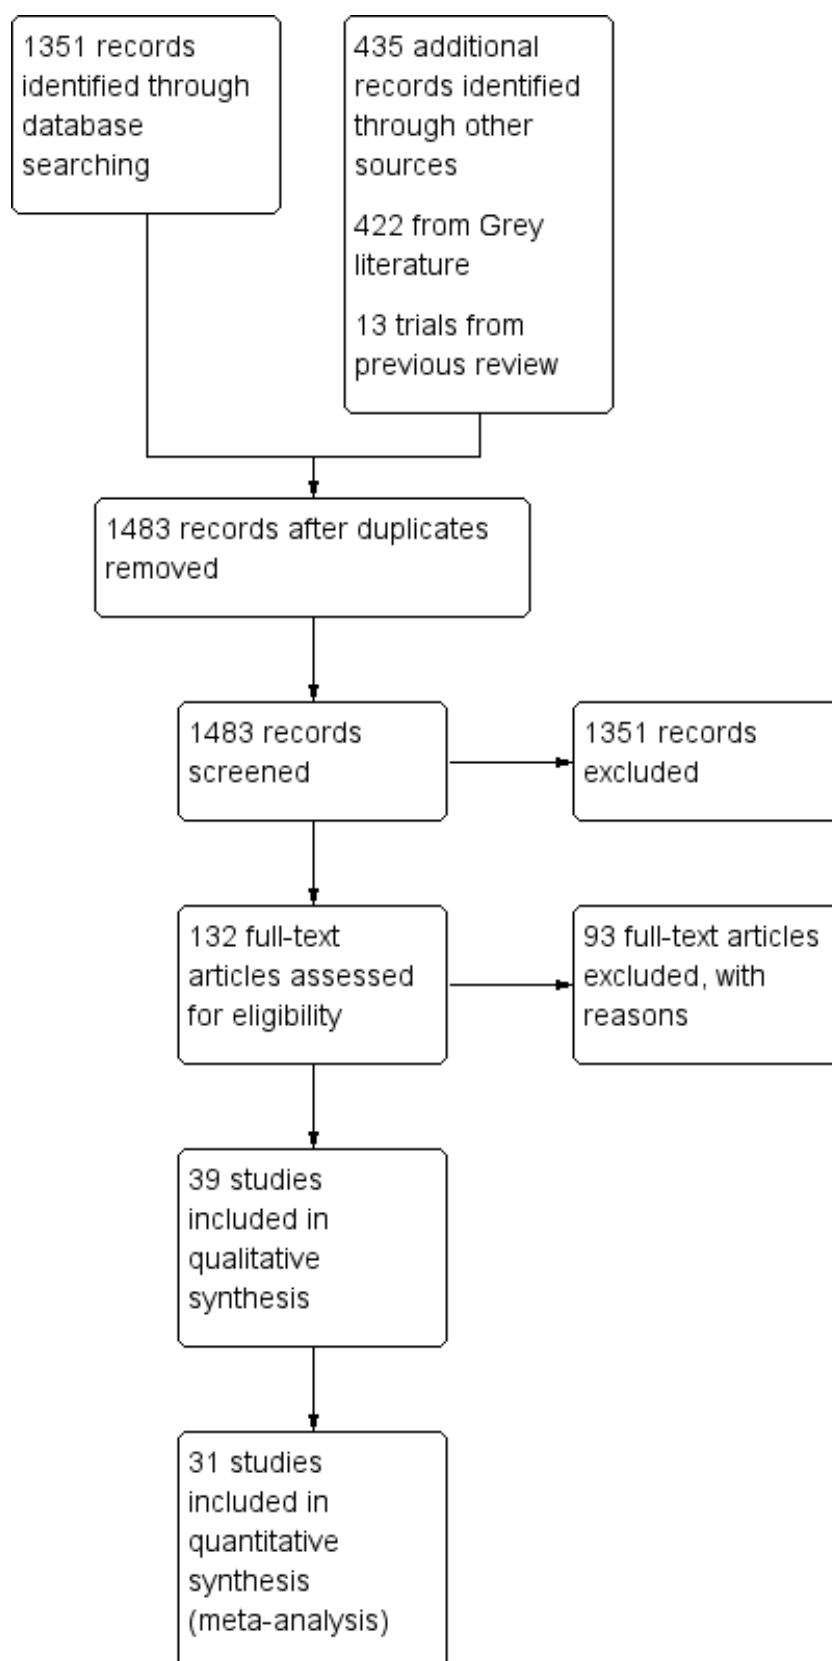 1351 records
identified through
database
searching
435 additional
records identified
through other
sources
422 from Grey
literature
13 trials from
previous review
1483 records after duplicates
removed
1483 records
screened
1351 records
excluded
132 full-text
articles assessed
for eligibility
93 full-text articles
excluded, with
reasons
39 studies
included in
qualitative
synthesis
31 studies
included in
quantitative
synthesis
(meta-analysis)